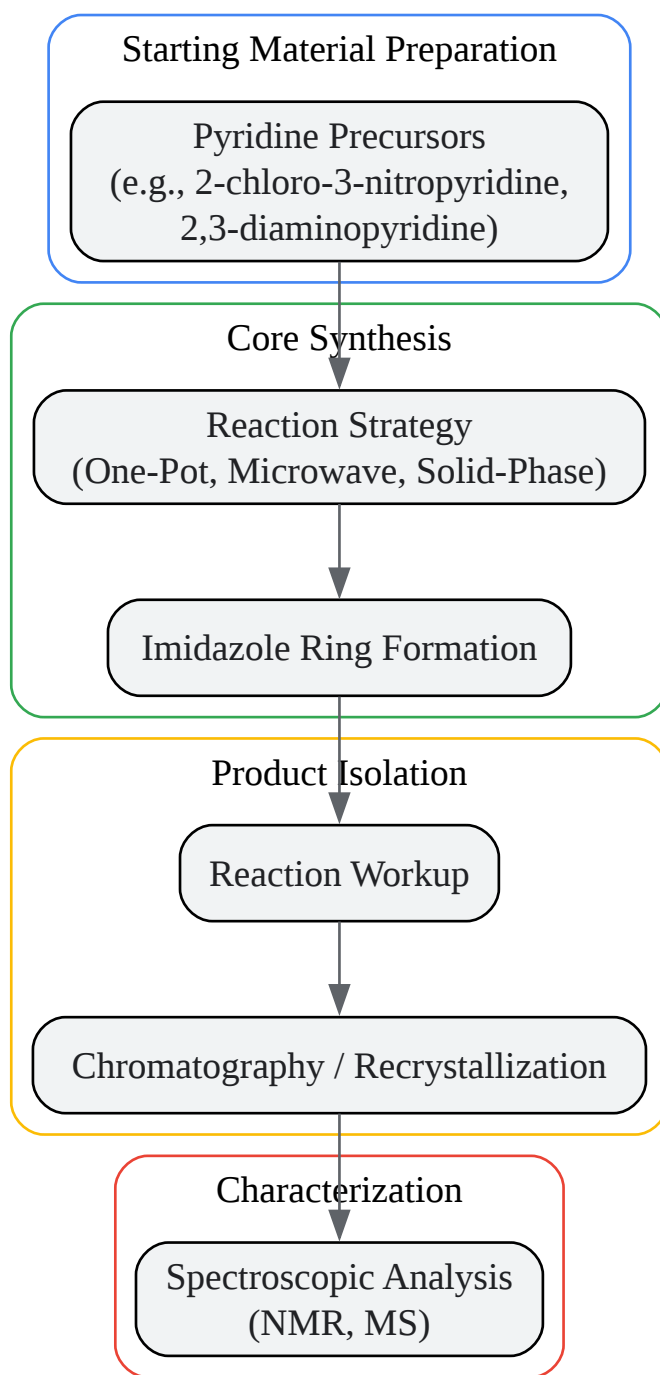 Starting Material Preparation
Pyridine Precursors
(e.g., 2-chloro-3-nitropyridine,
2,3-diaminopyridine)
Core Synthesis
Reaction Strategy
(One-Pot, Microwave, Solid-Phase)
Imidazole Ring Formation
Product Isolation
Reaction Workup
Chromatography / Recrystallization
Characterization
Spectroscopic Analysis
(NMR, MS)